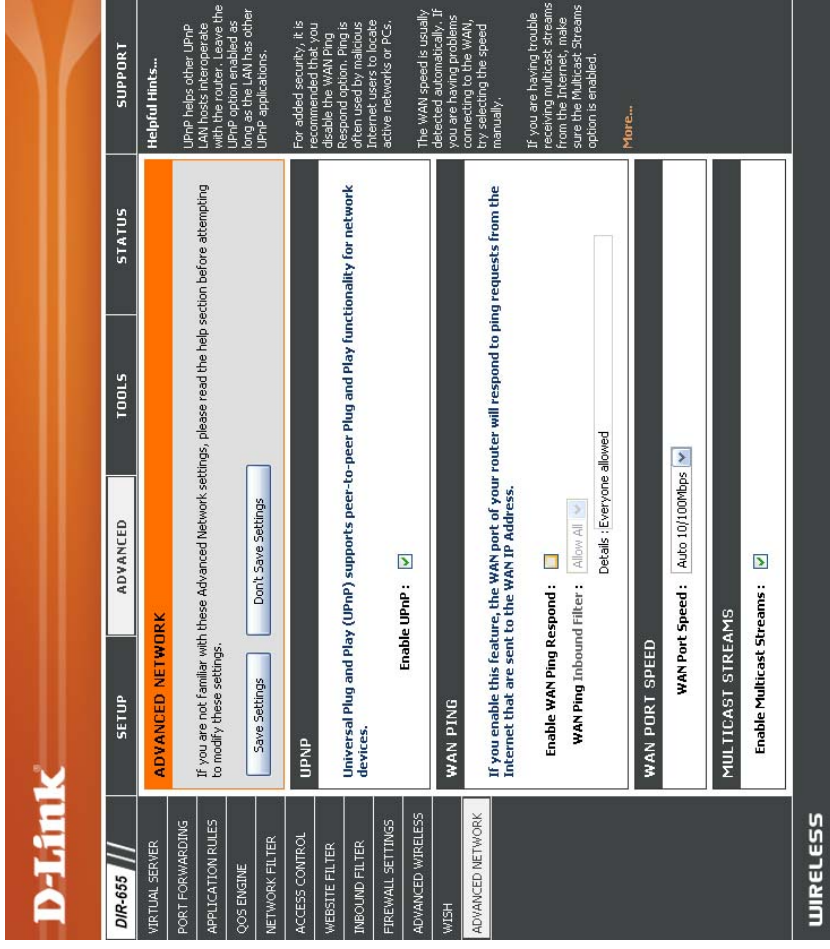 D-Link
DIR-655
SETUP
ADVANCED
TOOLS
STATUS
SUPPORT
VIRTUAL SERVER
PORT FORWARDING
APPLICATION RULES
QOS ENGINE
NETWORK FILTER
ACCESS CONTROL
WEBSITE FILTER
INBOUND FILTER
FIREWALL SETTINGS
ADVANCED WIRELESS
WISH
ADVANCED NETWORK
ADVANCED NETWORK
If you are not familiar with these Advanced Network settings, please read the help section before attempting
to modify these settings.
Save Settings
Don't Save Settings
UPNP
Universal Plug and Play (UPnP) supports peer-to-peer Plug and Play functionality for network
devices.
Enable UPnP :
WAN PING
If you enable this feature, the WAN port of your router will respond to ping requests from the
Internet that are sent to the WAN IP Address.
Enable WAN Ping Respond :
WAN Ping Inbound Filter : Allow All
Details : Everyone allowed
WAN PORT SPEED
WAN Port Speed : Auto 10/100Mbps
MULTICAST STREAMS
Enable Multicast Streams :
Helpful Hints...
UPnP helps other UPnP
LAN hosts interoperate
with the router. Leave the
UPnP option enabled as
long as the LAN has other
UPnP applications.
For added security, it is
recommended that you
disable the WAN Ping
Respond option. Ping is
often used by malicious
Internet users to locate
active networks or PCs.
The WAN speed is usually
detected automatically. If
you are having problems
connecting to the WAN,
try selecting the speed
manually.
If you are having trouble
receiving multicast streams
from the Internet, make
sure the Multicast Streams
option is enabled.
More...
WIRELESS